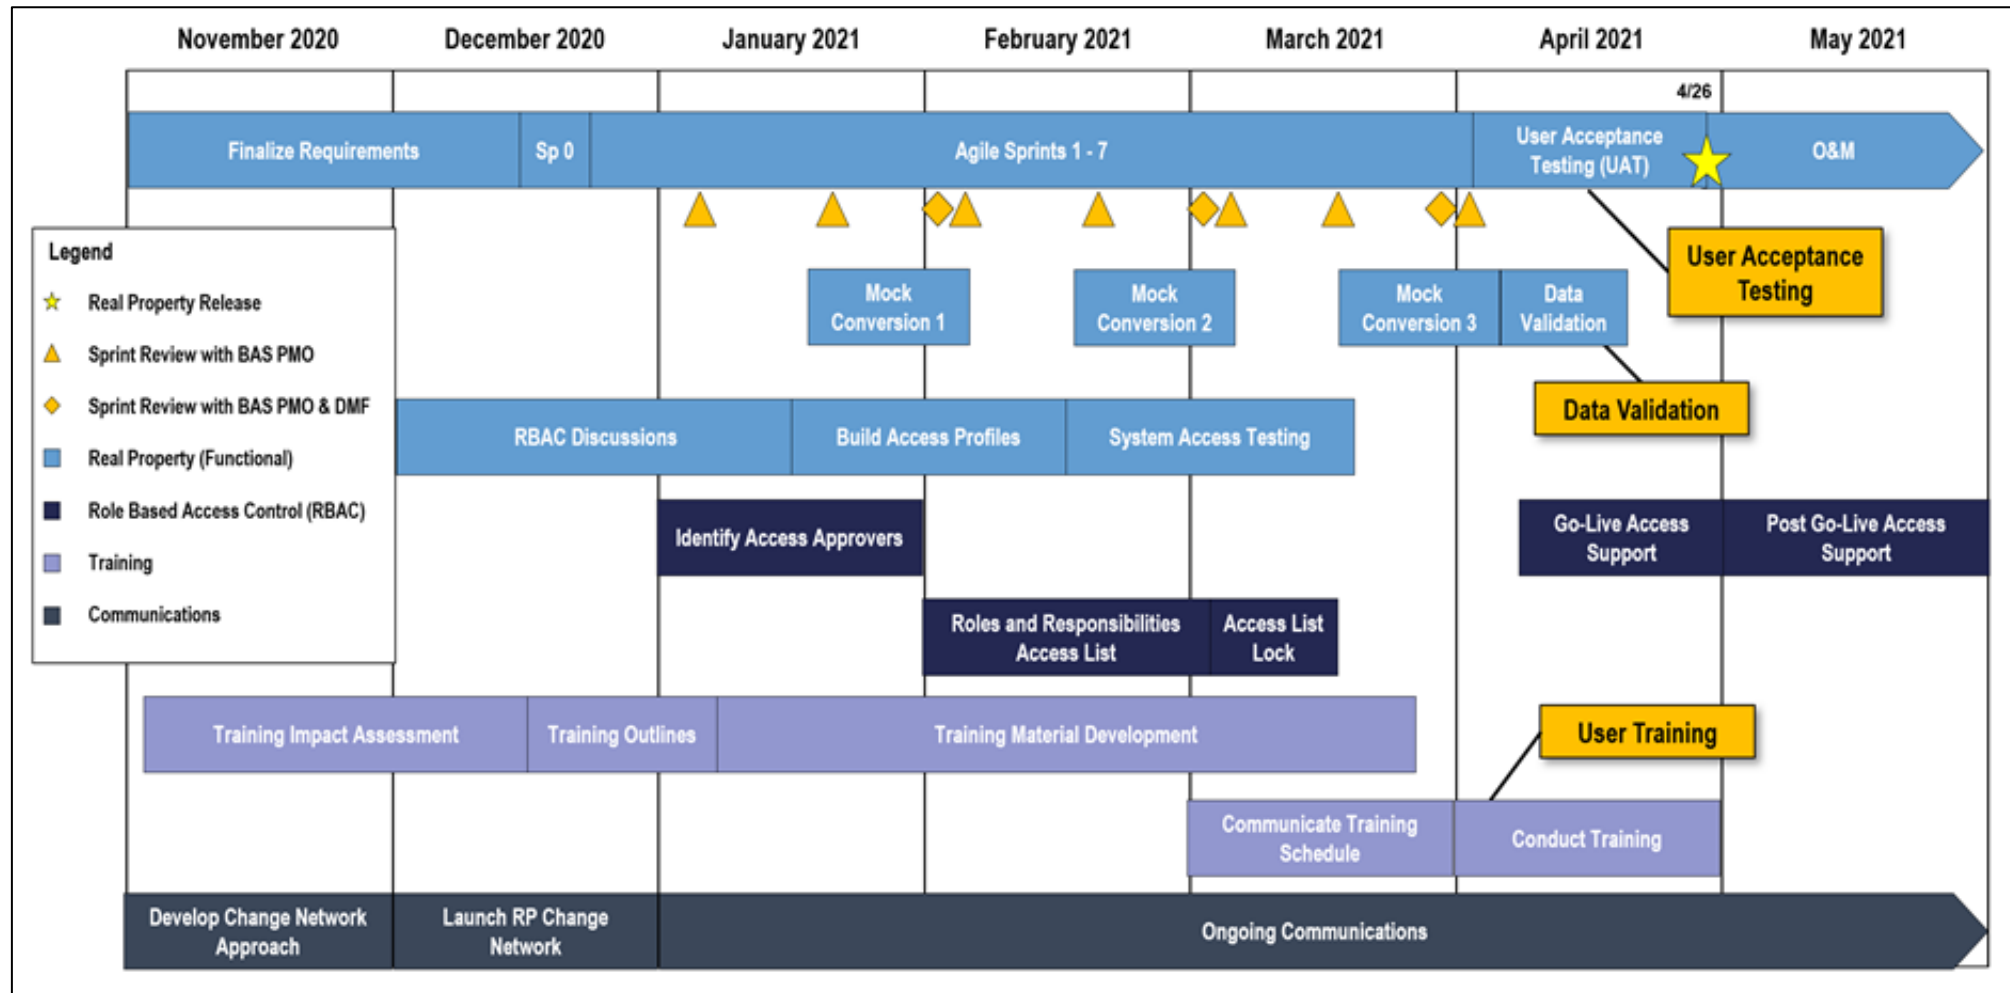 November 2020
December 2020
January 2021
February 2021
March 2021
April 2021
May 2021
4/26
Finalize Requirements
Sp 0
Agile Sprints 1 - 7
User Acceptance
Testing (UAT)
O&M
Legend
Real Property Release
Sprint Review with BAS PMO
Sprint Review with BAS PMO & DMF
Real Property (Functional)
Role Based Access Control (RBAC)
Training
Communications
User Acceptance
Testing
Mock
Conversion 1
Mock
Conversion 2
Mock
Conversion 3
Data
Validation
Data Validation
RBAC Discussions
Build Access Profiles
System Access Testing
Identify Access Approvers
Go-Live Access
Support
Post Go-Live Access
Support
Roles and Responsibilities
Access List
Access List
Lock
Training Impact Assessment
Training Outlines
Training Material Development
User Training
Communicate Training
Schedule
Conduct Training
Develop Change Network
Approach
Launch RP Change
Network
Ongoing Communications